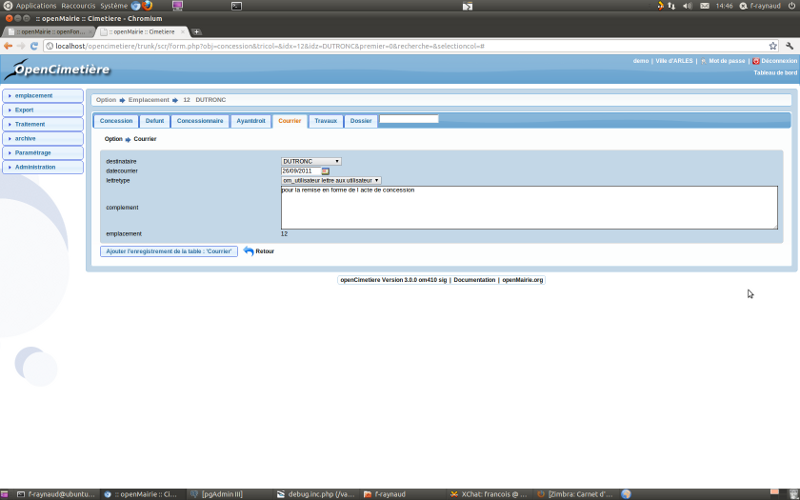 Applications Raccourcis Système
14:46 f-raynaud
:: openMairie :: Cimetiere - Chromium
:: openMairie :: openfon...
:: openMairie :: Cimetiere
localhost/opencimetiere/trunk/scr/form.php?obj=concession&tricol=&idx=12&idz=DUTRONC&premier=0&recherche=&selectioncol=#
OpenCimetière
demo | Ville d'ARLES | Mot de passe | Déconnexion
Tableau de bord
emplacement
Export
Traitement
archive
Paramétrage
Administration
Option Emplacement 12 DUTRONC
Concession Defunt Concessionnaire Ayantdroit Courrier Travaux Dossier
Option Courrier
destinataire DUTRONC
datecourrier 26/09/2011
lettretype om_utilisateur lettre aux utilisateur
complement pour la remise en forme de l acte de concession
emplacement 12
Ajouter l'enregistrement de la table : 'Courrier' Retour
openCimetiere Version 3.0.0 om410 sig | Documentation | openMairie.org
f-raynaud@ubuntu... :: openMairie :: Ci... [pgAdmin III] debug.inc.php (/va... f-raynaud XChat: francois @ ... [Zimbra: Carnet d'...